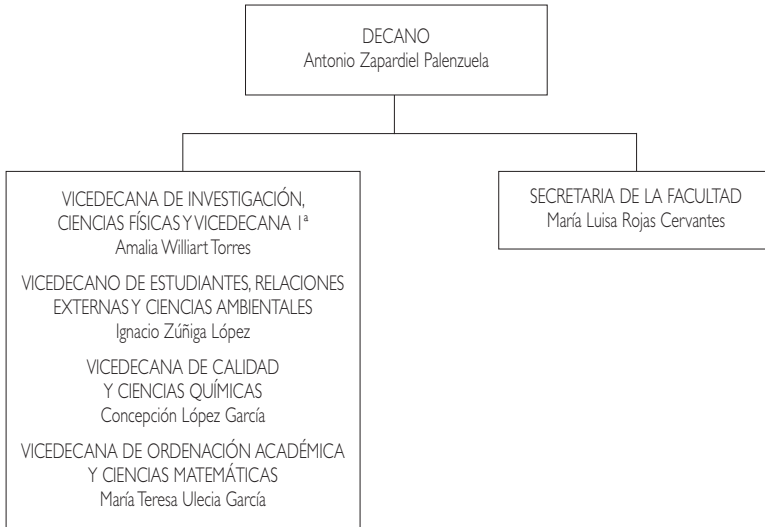 DECANO
Antonio Zapardiel Palenzuela
VICEDECANA DE INVESTIGACIÓN,
CIENCIAS FÍSICAS Y VICEDECANA 1ª
Amalia Williart Torres
VICEDECANO DE ESTUDIANTES, RELACIONES
EXTERNAS Y CIENCIAS AMBIENTALES
Ignacio Zúñiga López
VICEDECANA DE CALIDAD
Y CIENCIAS QUÍMICAS
Concepción López García
VICEDECANA DE ORDENACIÓN ACADÉMICA
Y CIENCIAS MATEMÁTICAS
María Teresa Ulecia García
SECRETARIA DE LA FACULTAD
María Luisa Rojas Cervantes